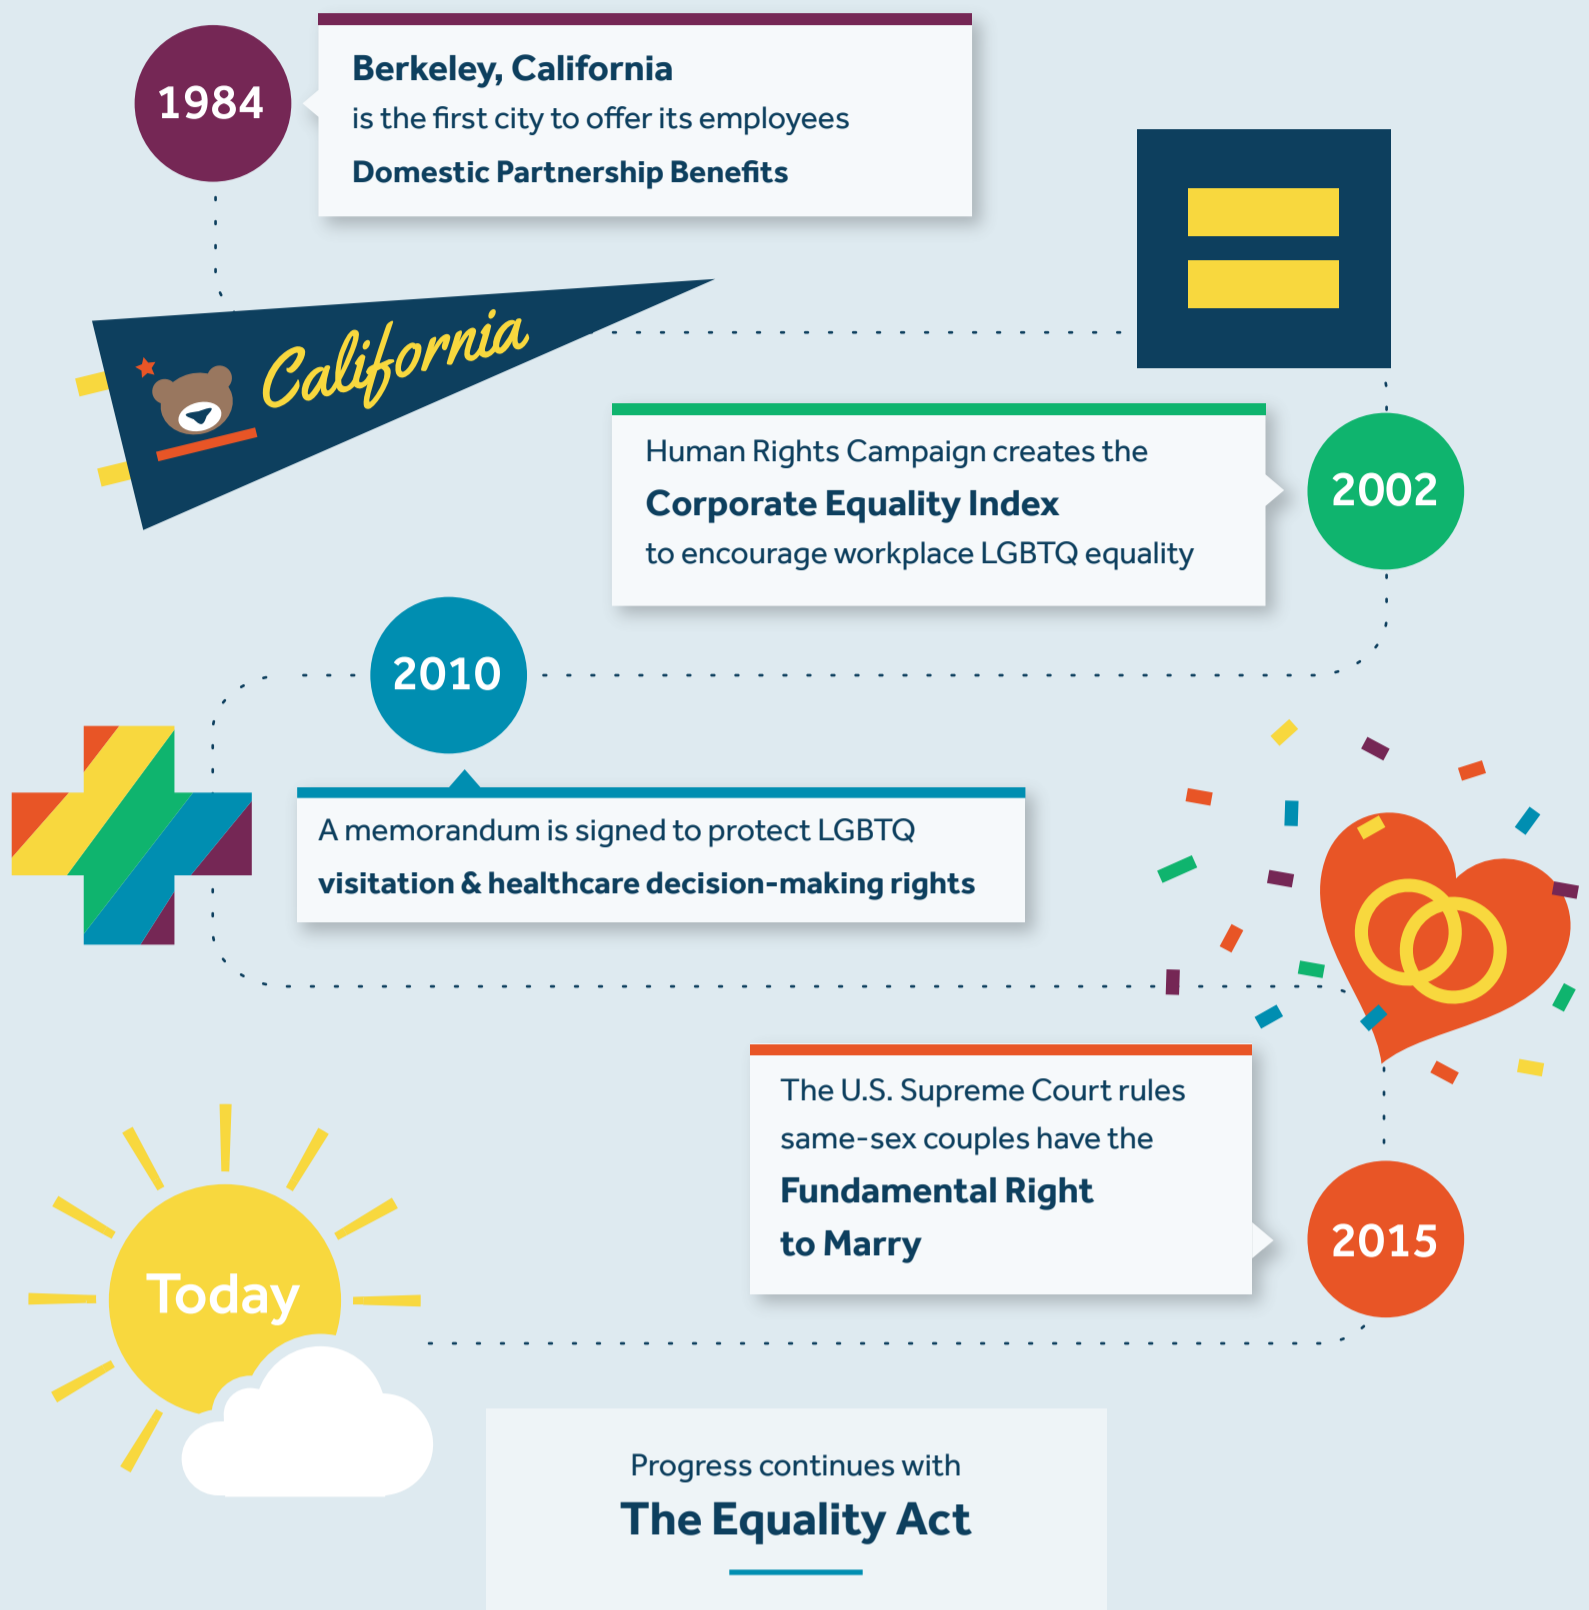 1984
Berkeley, California
is the first city to offer its employees
Domestic Partnership Benefits
California
Human Rights Campaign creates the
Corporate Equality Index
to encourage workplace LGBTQ equality
2002
2010
A memorandum is signed to protect LGBTQ
visitation & healthcare decision-making rights
The U.S. Supreme Court rules
same-sex couples have the
Fundamental Right
to Marry
2015
Today
Progress continues with
The Equality Act